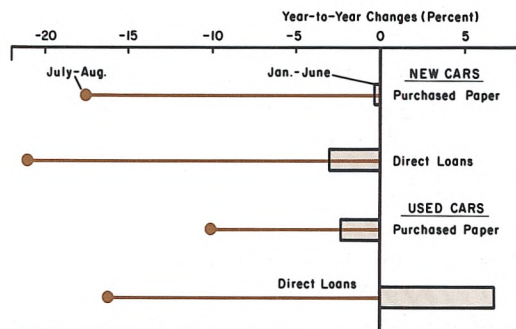 Year-to-Year Changes (Percent)
-20 -15 -10 -5 0 5
July-Aug. Jan.-June NEW CARS
Purchased Paper
Direct Loans
USED CARS
Purchased Paper
Direct Loans